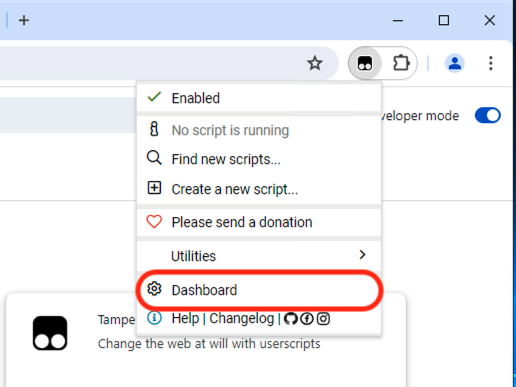 Enabled
veloper mode
No script is running
Find new scripts...
Create a new script...
Please send a donation
Utilities
Dashboard
Tampe
Help | Changelog |
Change the web at will with userscripts